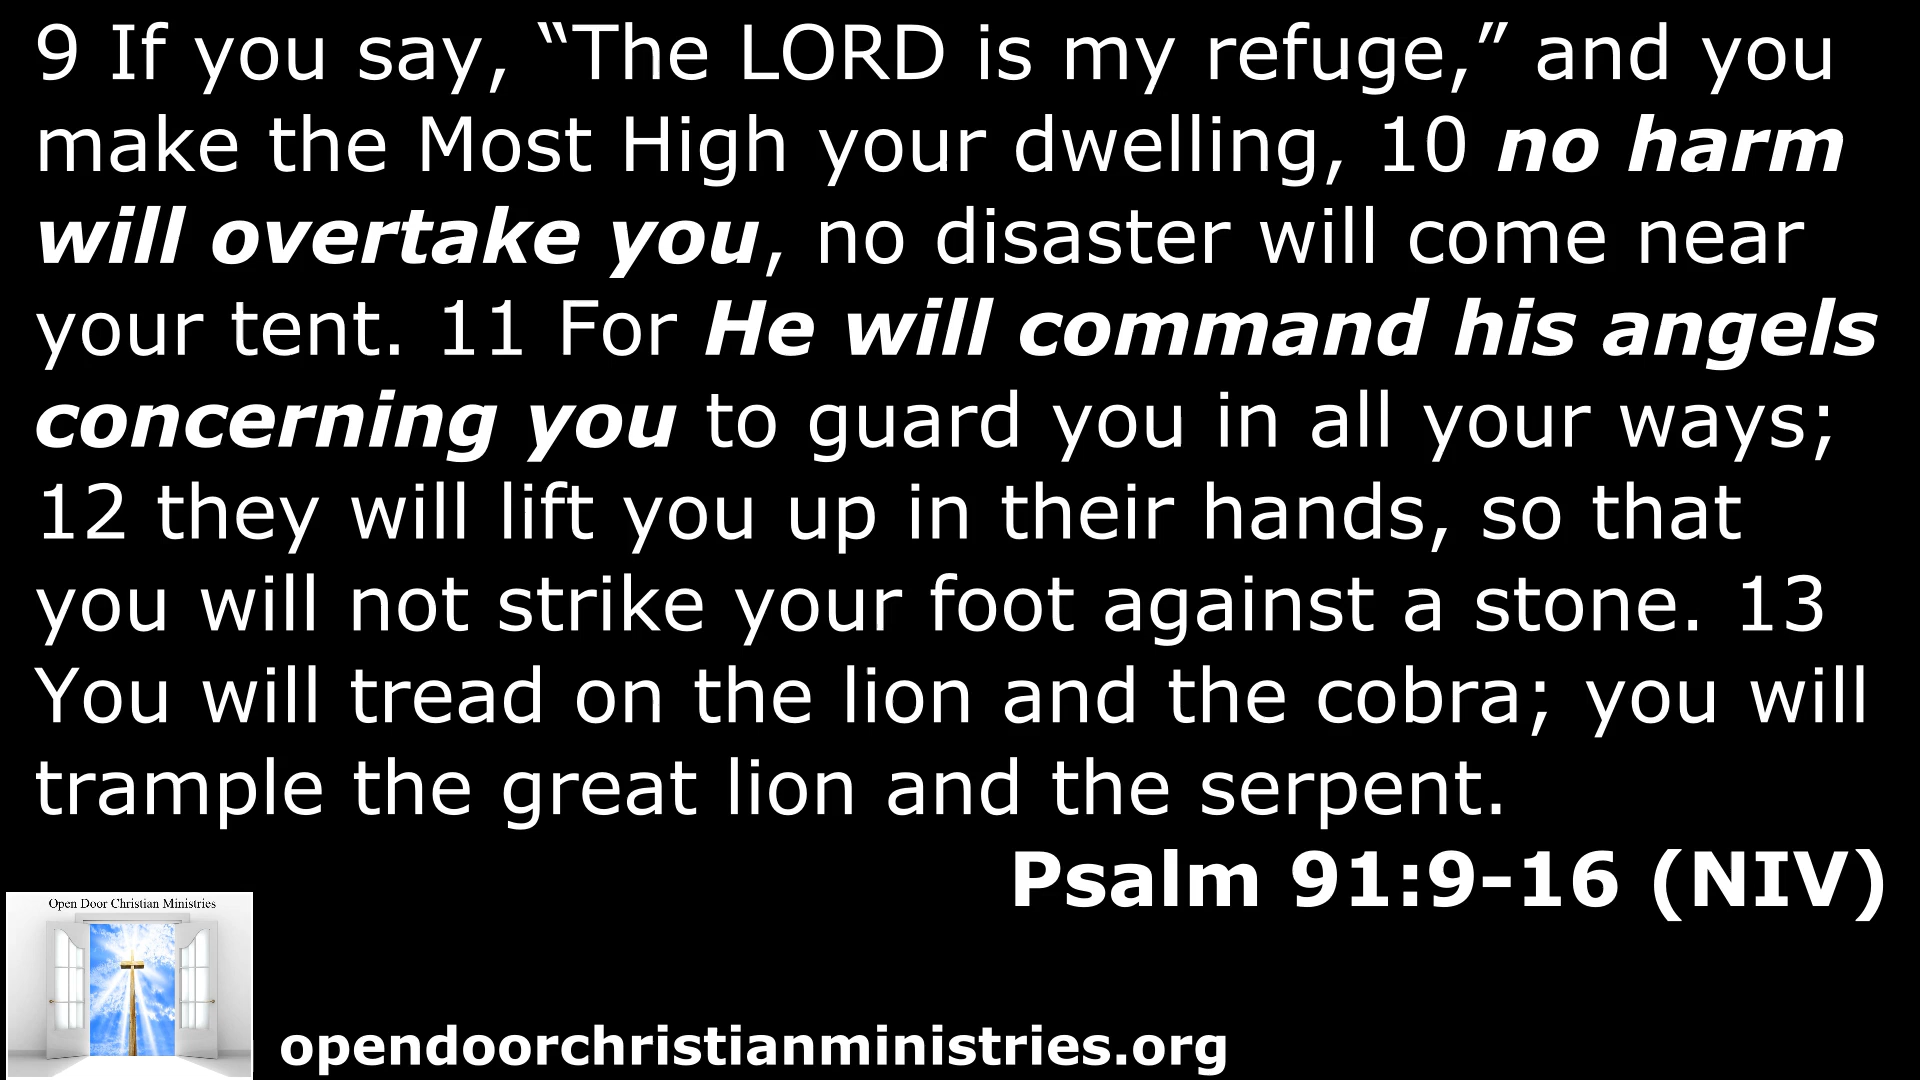 9 If you say, “The LORD is my refuge,” and you
make the Most High your dwelling, 10 no harm
will overtake you, no disaster will come near
your tent. 11 For He will command his angels
concerning you to guard you in all your ways;
12 they will lift you up in their hands, so that
you will not strike your foot against a stone. 13
You will tread on the lion and the cobra; you will
trample the great lion and the serpent.
Psalm 91:9-16 (NIV)
Open Door Christian Ministries
opendoorchristianministries.org